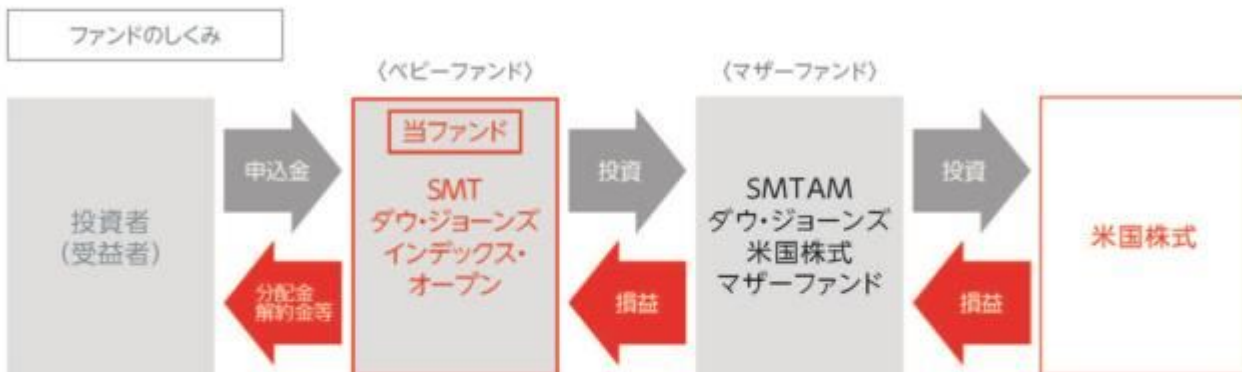 ファンドのしくみ
〈ベビーファンド〉
〈マザーファンド〉
投資者
(受益者)
申込金
分配金
解約金等
当ファンド
SMT
ダウ・ジョーンズ
インデックス・
オープン
投資
損益
SMTAM
ダウ・ジョーンズ
米国株式
マザーファンド
投資
損益
米国株式